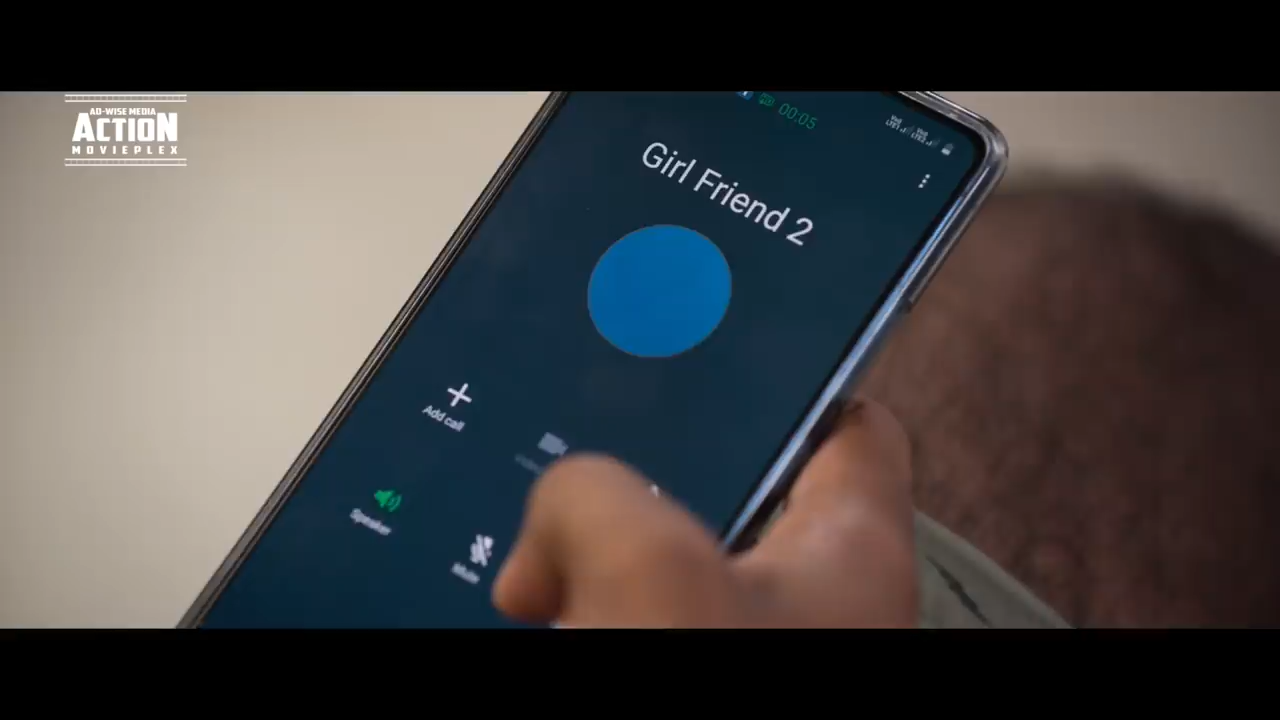 AD-WISE MEDIA
ACTION
MOVIEPLEX
00:05
Girl Friend 2
Add call
Speaker
Mute